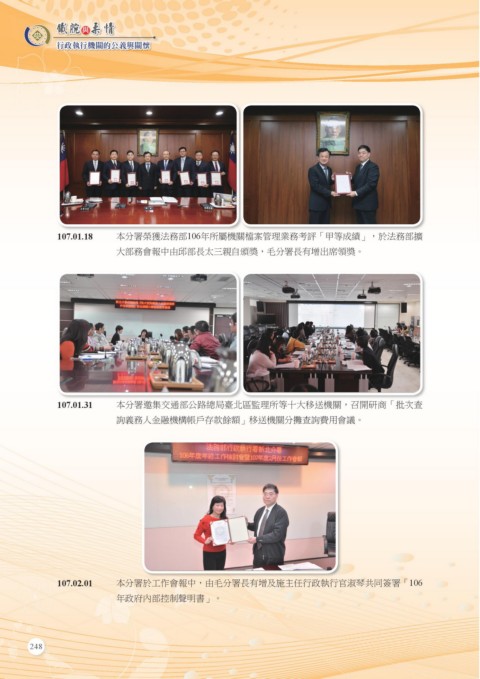 鐵腕與柔情
行政執行機關的公義與關懷
107.01.18 本分署榮獲法務部106年所屬機關檔案管理業務考評「甲等成績」，於法務部擴
大部務會報中由邱部長太三親自頒獎，毛分署長有增出席領獎。
107.01.31 本分署邀集交通部公路總局臺北區監理所等十大移送機關，召開研商「批次查
詢義務人金融機構帳戶存款餘額」移送機關分攤查詢費用會議。
107.02.01 本分署於工作會報中，由毛分署長有增及施主任行政執行官淑琴共同簽署「106
年政府內部控制聲明書」。
248